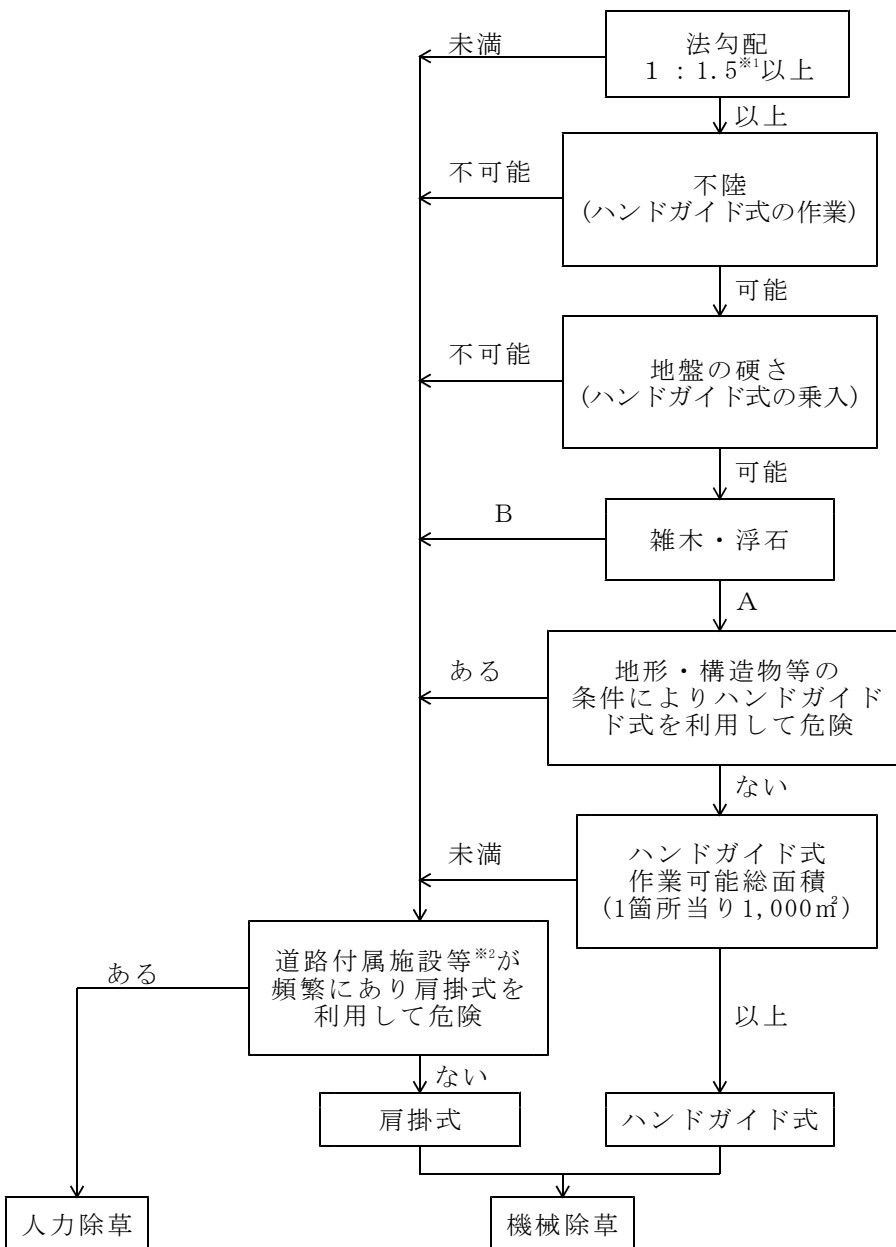 法勾配
1 : 1.5※1以上
未満
以上
不可能
不陸
(ハンドガイド式の作業)
可能
不可能
地盤の硬さ
(ハンドガイド式の乗入)
可能
B
雑木・浮石
A
ある
地形・構造物等の
条件によりハンドガイド
ド式を利用して危険
ない
未満
ハンドガイド式
作業可能総面積
(1箇所当り1,000㎡)
ある
道路付属施設等※2が
頻繁にあり肩掛式を
利用して危険
以上
ない
肩掛式
ハンドガイド式
人力除草
機械除草